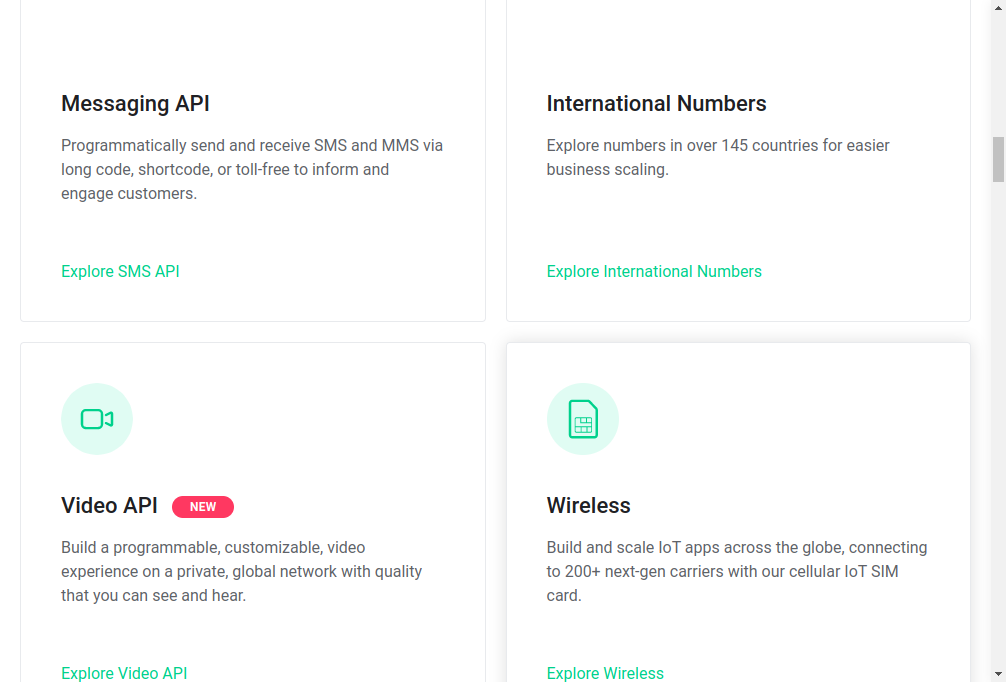 Messaging API
Programmatically send and receive SMS and MMS via
long code, shortcode, or toll-free to inform and
engage customers.
Explore SMS API
International Numbers
Explore numbers in over 145 countries for easier
business scaling.
Explore International Numbers
Video API NEW
Build a programmable, customizable, video
experience on a private, global network with quality
that you can see and hear.
Explore Video API
Wireless
Build and scale IoT apps across the globe, connecting
to 200+ next-gen carriers with our cellular IoT SIM
card.
Explore Wireless